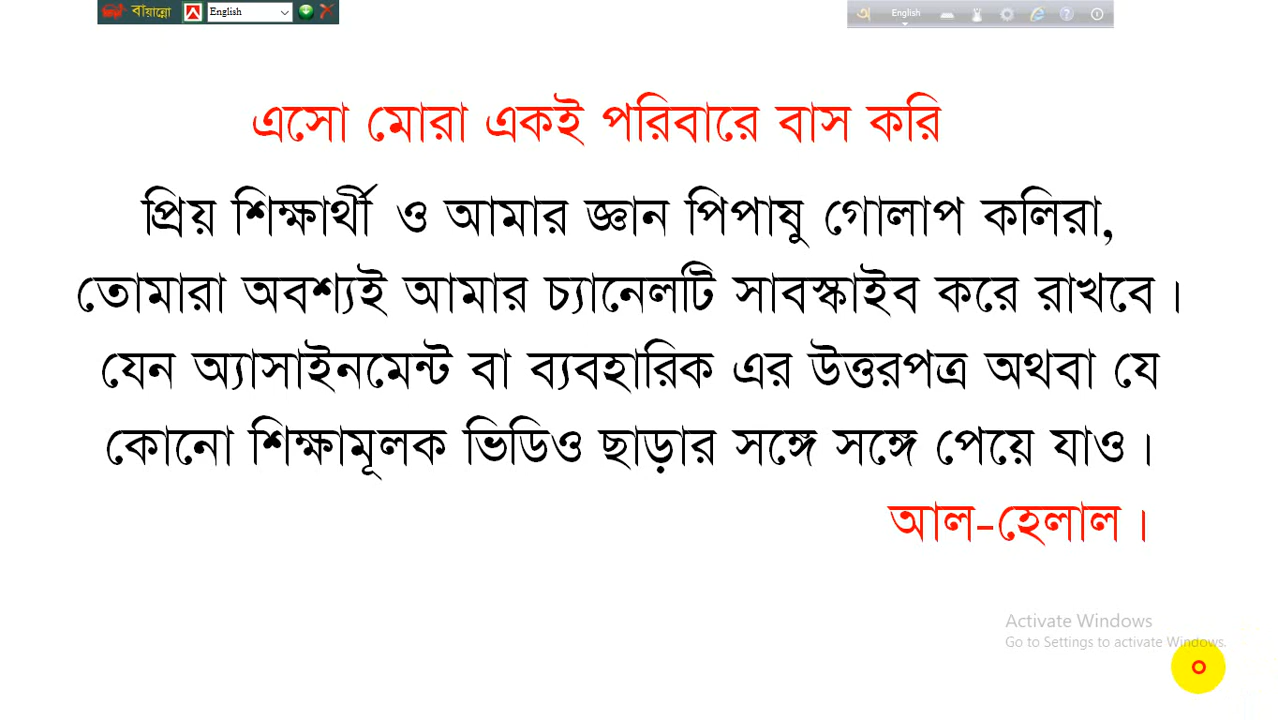 বায়ান্নো English
অ English
এসো মোরা একই পরিবারে বাস করি
প্রিয় শিক্ষার্থী ও আমার জ্ঞান পিপাষু গোলাপ কলিরা,
তোমারা অবশ্যই আমার চ্যানেলটি সাবস্কাইব করে রাখবে।
যেন অ্যাসাইনমেন্ট বা ব্যবহারিক এর উত্তরপত্র অথবা যে
কোনো শিক্ষামূলক ভিডিও ছাড়ার সঙ্গে সঙ্গে পেয়ে যাও।
আল-হেলাল।
Activate Windows
Go to Settings to activate Windows.